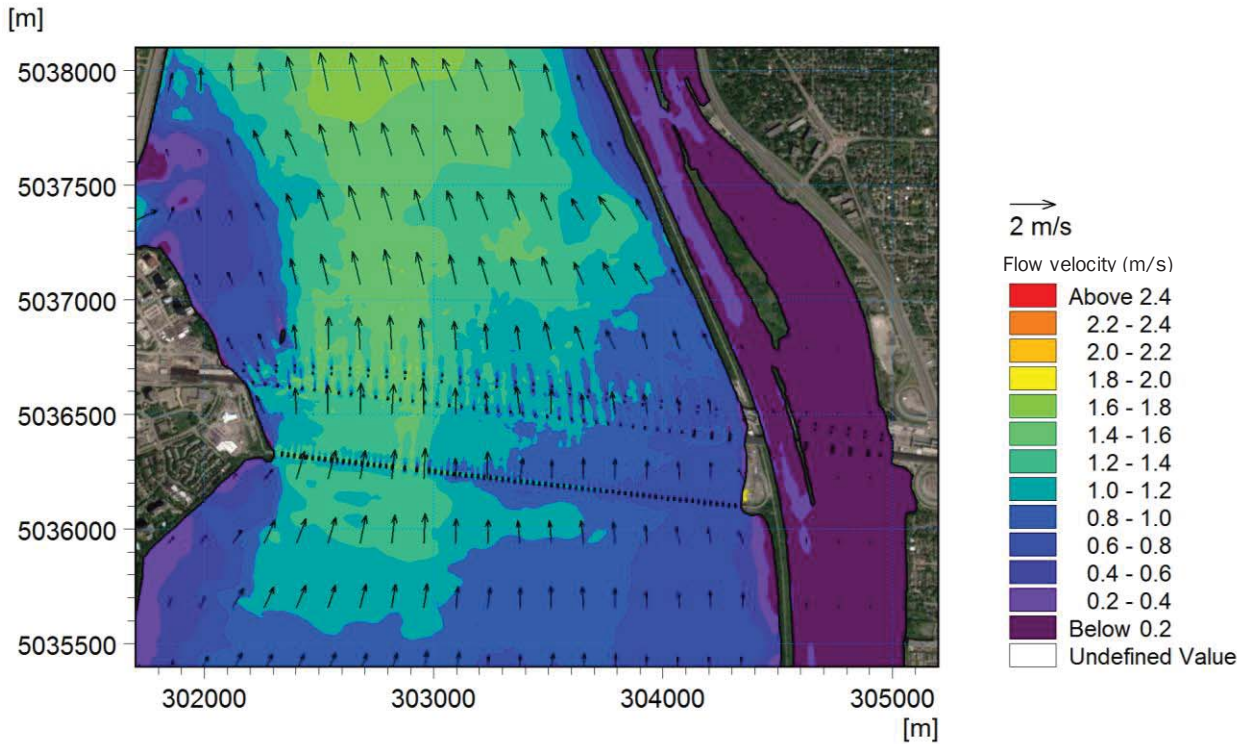 [m]
5038000
5037500
5037000
5036500
5036000
5035500
302000 303000 304000 305000
[m]
2 m/s
Flow velocity (m/s)
Above 2.4
2.2 - 2.4
2.0 - 2.2
1.8 - 2.0
1.6 - 1.8
1.4 - 1.6
1.2 - 1.4
1.0 - 1.2
0.8 - 1.0
0.6 - 0.8
0.4 - 0.6
0.2 - 0.4
Below 0.2
Undefined Value